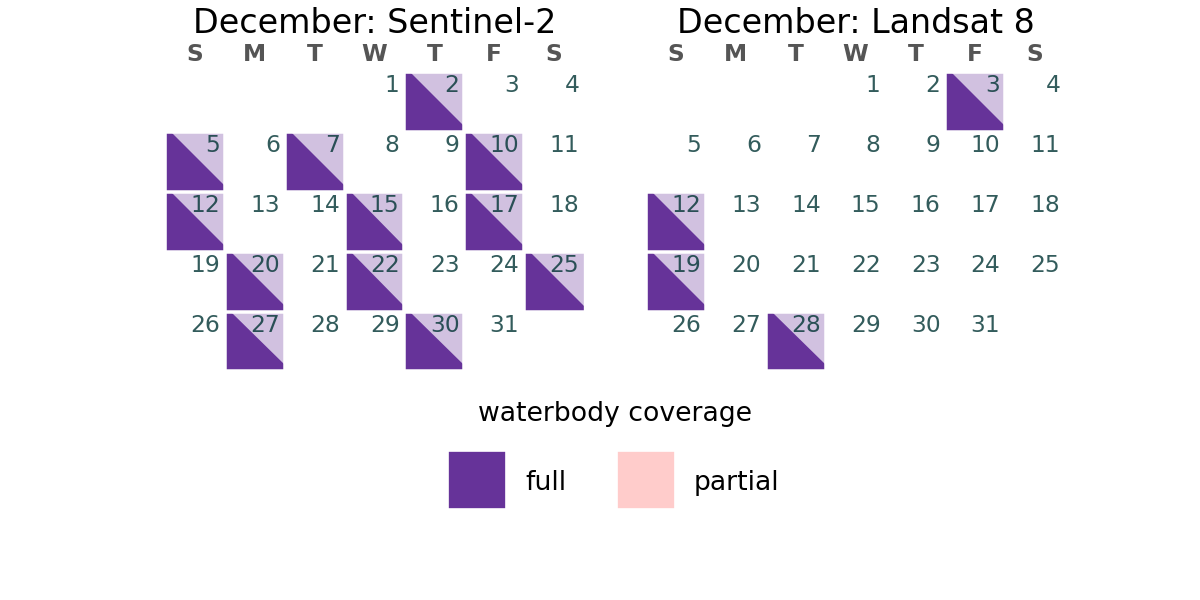 December: Sentinel-2
S M T W T F S
1 2 3 4
5 6 7 8 9 10 11
12 13 14 15 16 17 18
19 20 21 22 23 24 25
26 27 28 29 30 31
December: Landsat 8
S M T W T F S
1 2 3 4
5 6 7 8 9 10 11
12 13 14 15 16 17 18
19 20 21 22 23 24 25
26 27 28 29 30 31
waterbody coverage
full partial